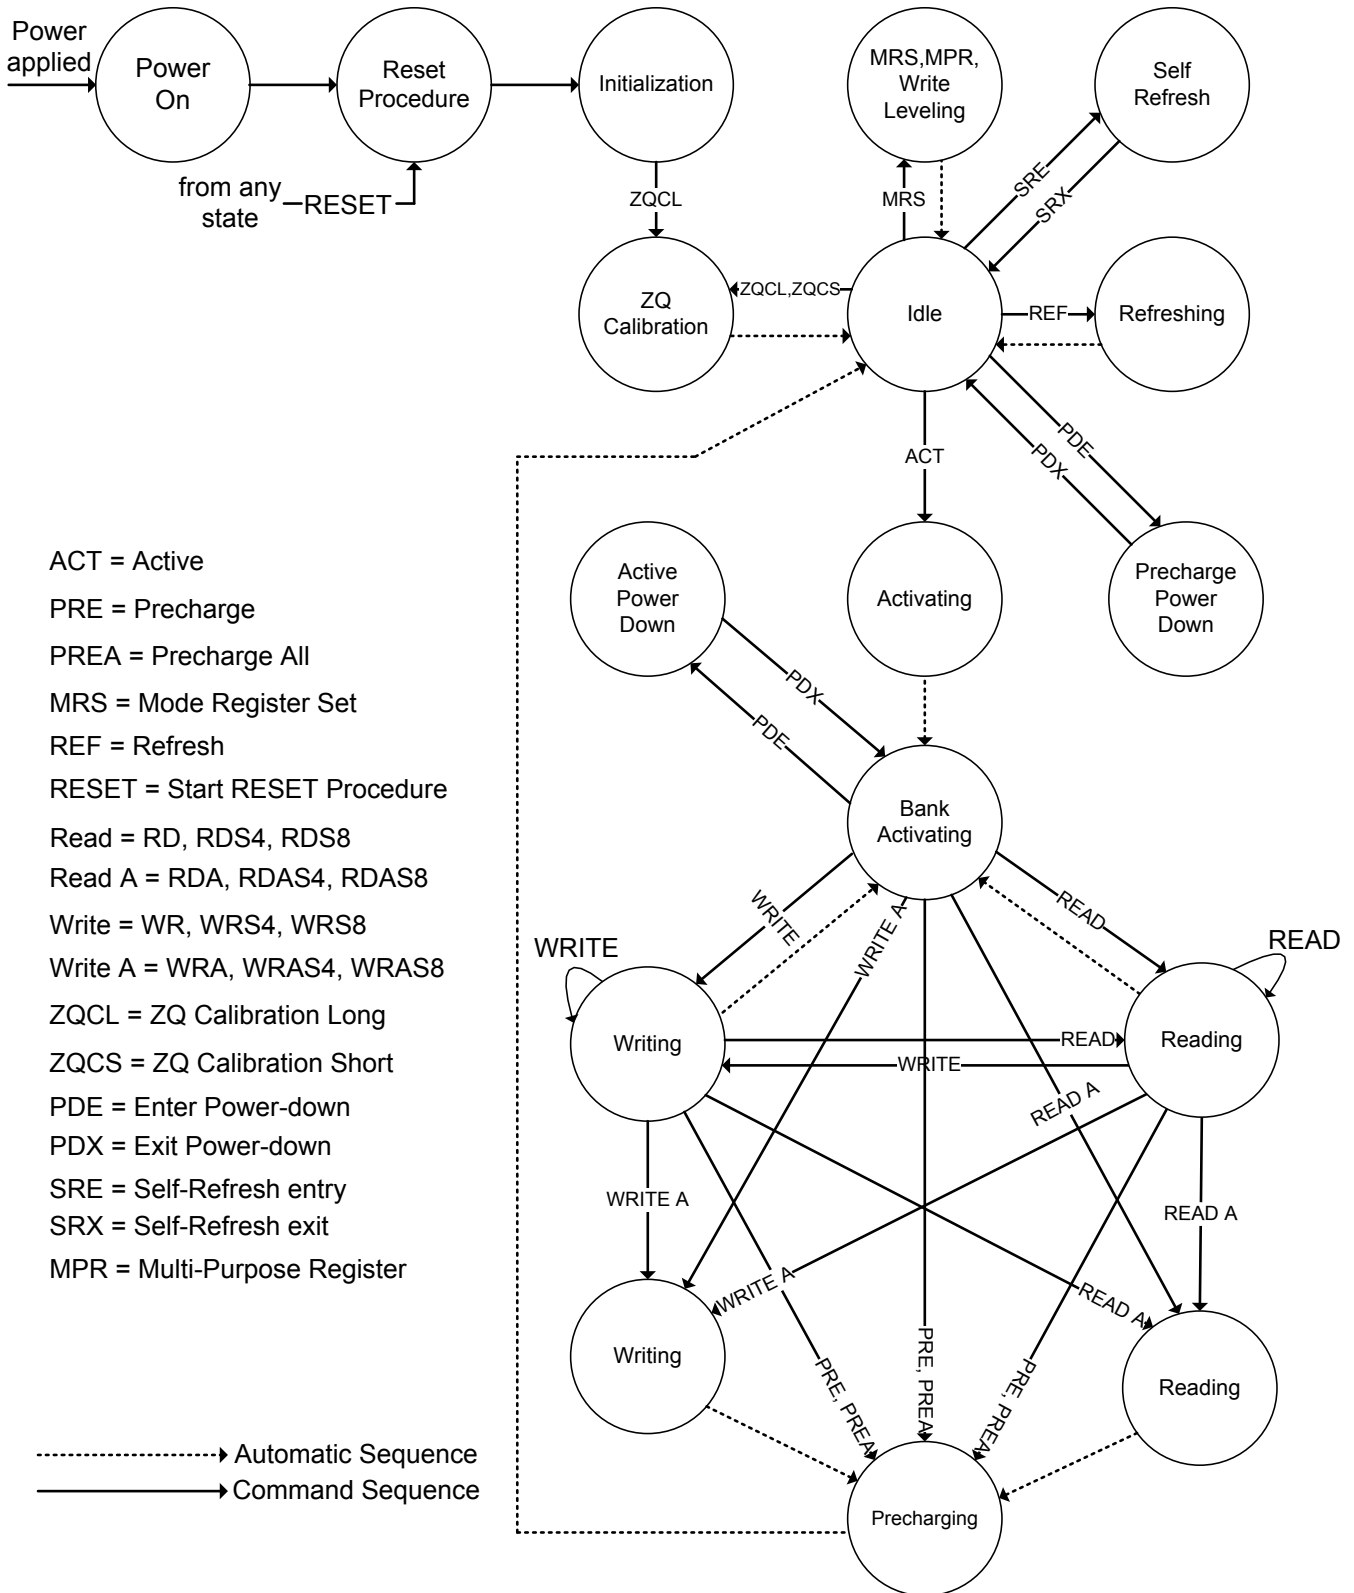 Power
applied
Power
On
Reset
Procedure
Initialization
MRS,MPR,
Write
Leveling
Self
Refresh
from any
state
RESET
ZQCL
MRS
SRE
SRX
ZQ
Calibration
ZQCL,ZQCS
Idle
REF
Refreshing
ACT
PDE
PDX
Active
Power
Down
Activating
Precharge
Power
Down
PDX
PDE
Bank
Activating
WRITE
WRITE A
READ
WRITE
READ
Writing
READ
WRITE
Reading
READ A
WRITE A
READ A
WRITE A
READ A
Writing
PRE, PREA
PRE, PREA
PRE, PREA
Reading
Precharging
ACT = Active
PRE = Precharge
PREA = Precharge All
MRS = Mode Register Set
REF = Refresh
RESET = Start RESET Procedure
Read = RD, RDS4, RDS8
Read A = RDA, RDAS4, RDAS8
Write = WR, WRS4, WRS8
Write A = WRA, WRAS4, WRAS8
ZQCL = ZQ Calibration Long
ZQCS = ZQ Calibration Short
PDE = Enter Power-down
PDX = Exit Power-down
SRE = Self-Refresh entry
SRX = Self-Refresh exit
MPR = Multi-Purpose Register
Automatic Sequence
Command Sequence